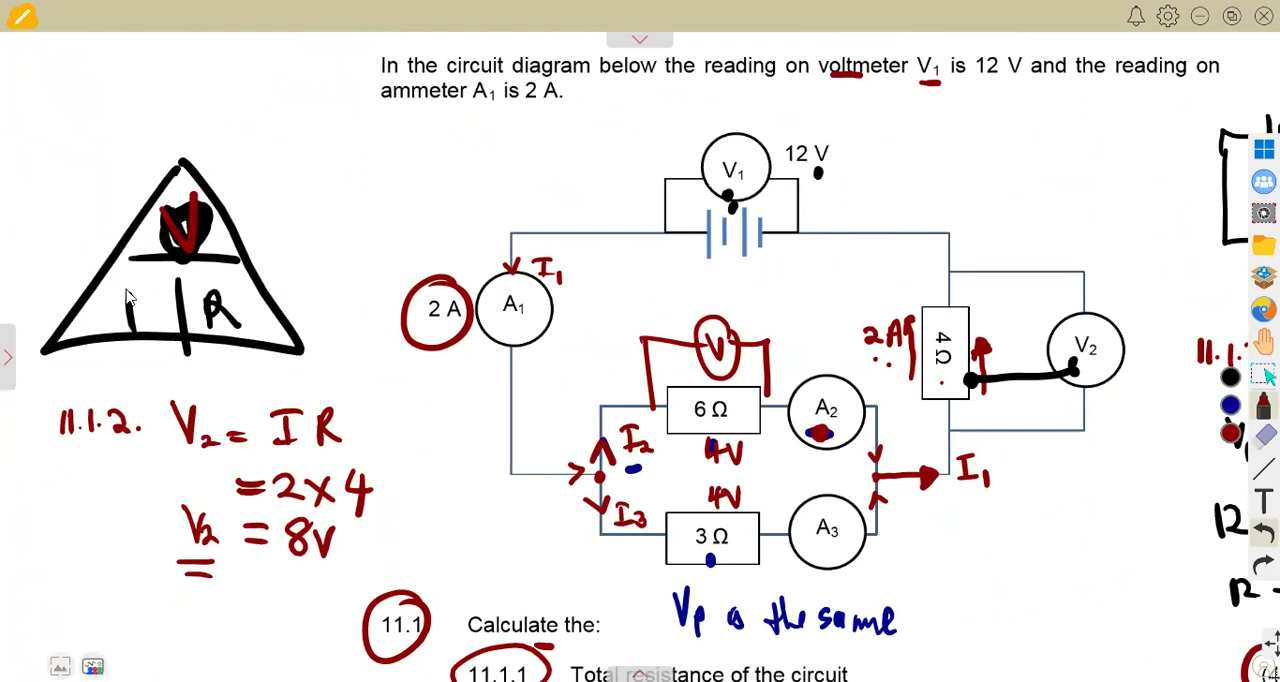 In the circuit diagram below the reading on voltmeter V₁ is 12 V and the reading on
ammeter A₁ is 2 A.
V₁
12 V
V
I R
I₁
2 A
A₁
V
2 A
4 Ω
V₂
11.1.
6 Ω
A₂
11.1.2. V₂ = I R
I₂
4V
= 2 × 4
I₁
4V
I₃
V₂ = 8V
3 Ω
A₃
12
Vp is the same
11.1
Calculate the:
11.1.1 Total resistance of the circuit
T